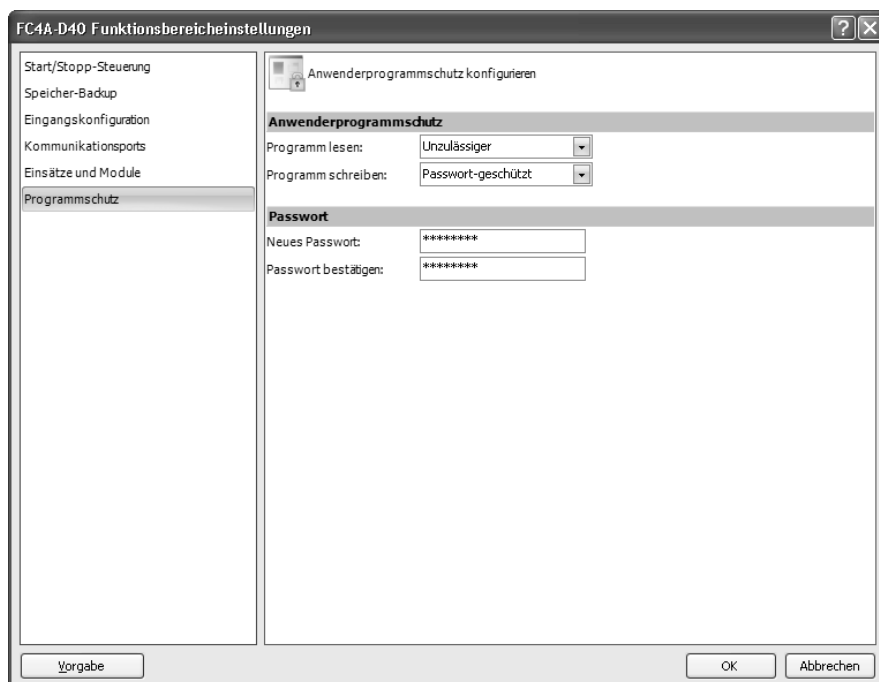 FC4A-D40 Funktionsbereicheinstellungen
Start/Stopp-Steuerung
Speicher-Backup
Eingangskonfiguration
Kommunikationsports
Einsätze und Module
Programmschutz
Anwenderprogrammschutz konfigurieren
Anwenderprogrammschutz
Programm lesen: Unzulässiger
Programm schreiben: Passwort-geschützt
Passwort
Neues Passwort: ********
Passwort bestätigen: ********
Vorgabe OK Abbrechen